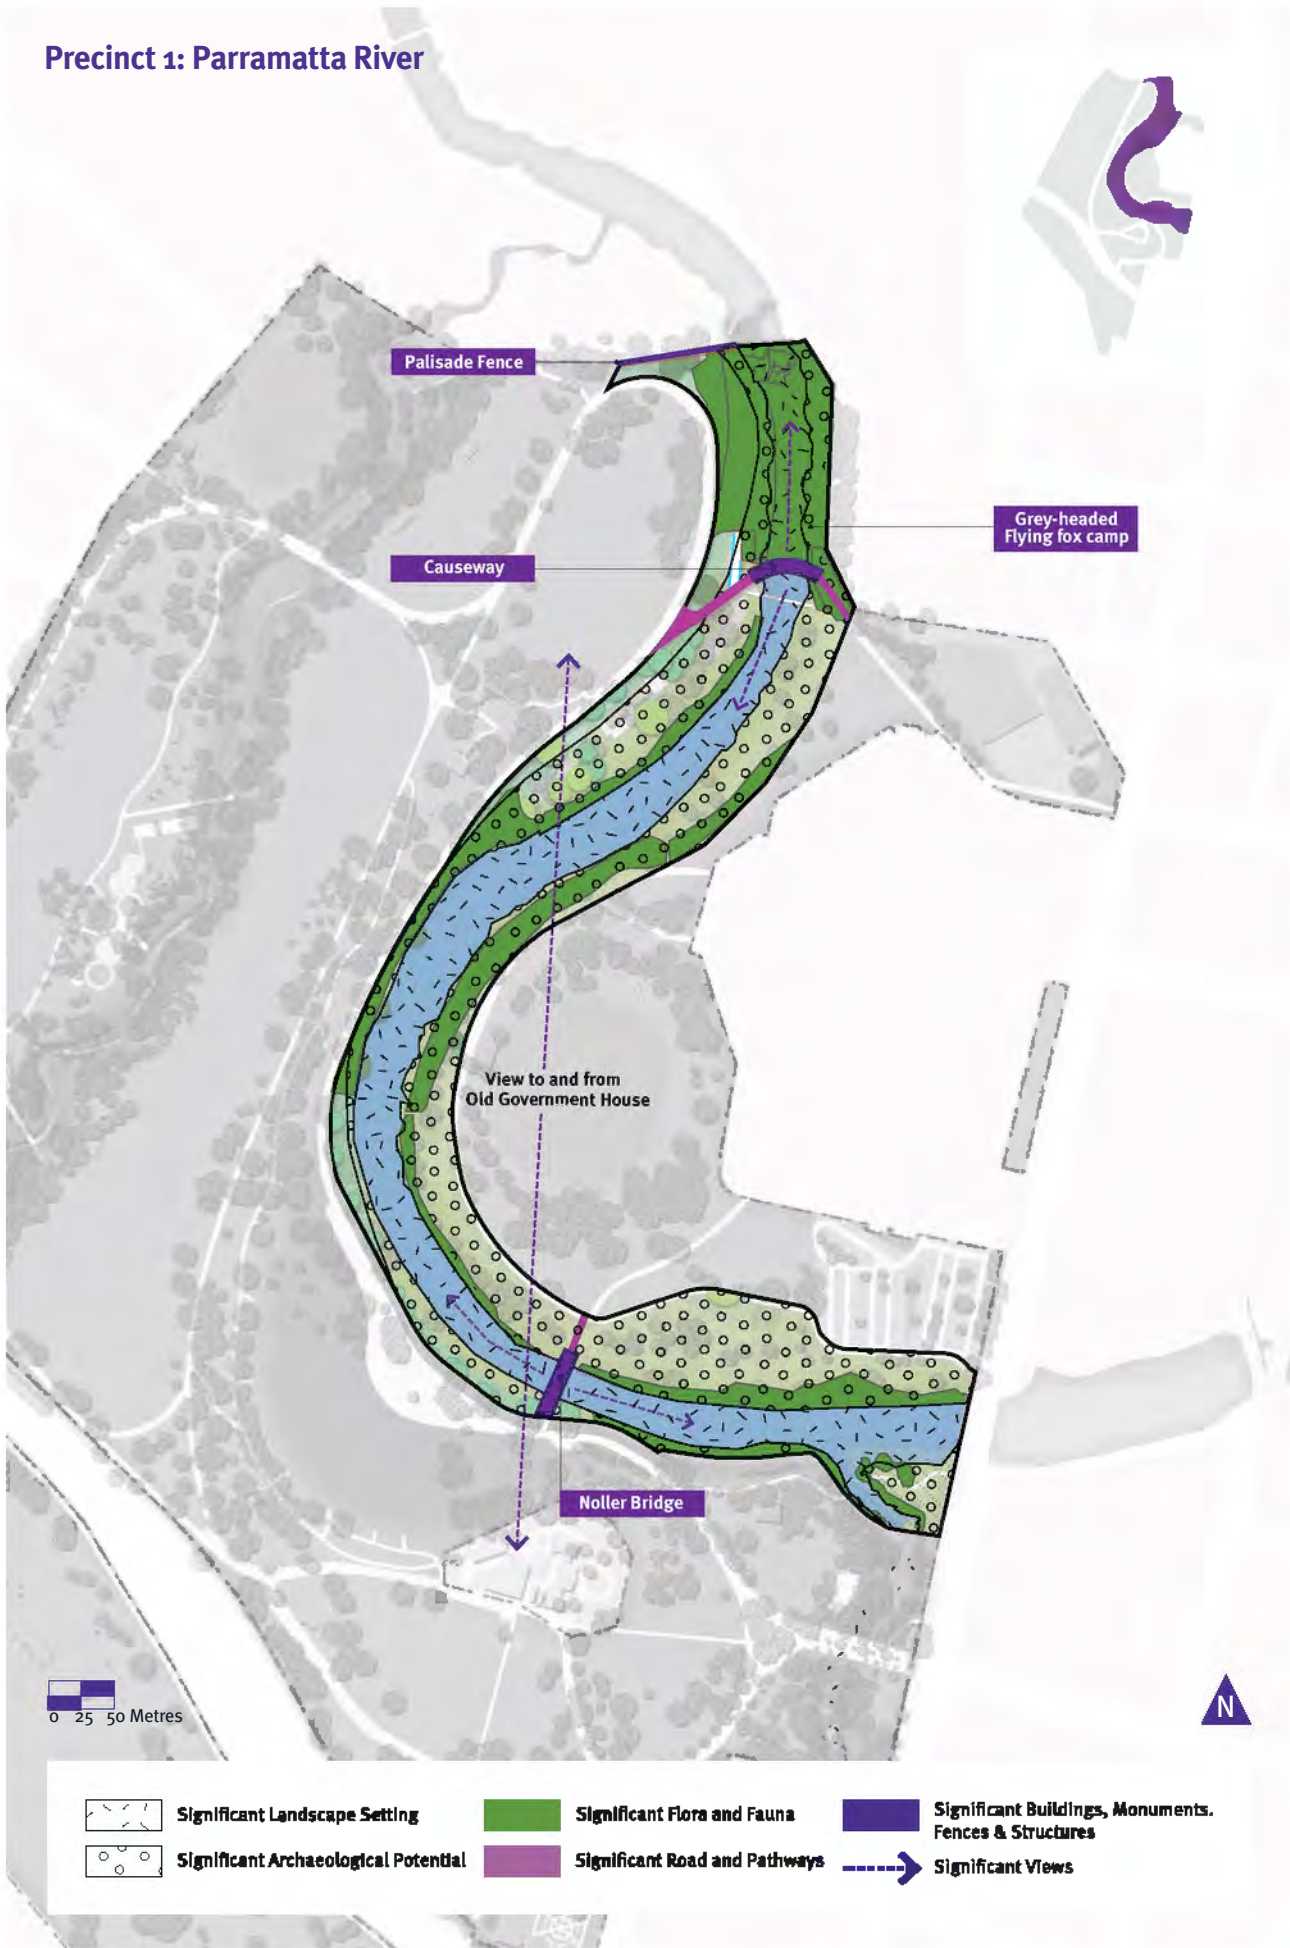 Precinct 1: Parramatta River
Palisade Fence
Grey-headed
Flying fox camp
Causeway
View to and from
Old Government House
Noller Bridge
0 25 50 Metres
N
Significant Landscape Setting
Significant Flora and Fauna
Significant Buildings, Monuments.
Fences & Structures
Significant Archaeological Potential
Significant Road and Pathways
Significant Views